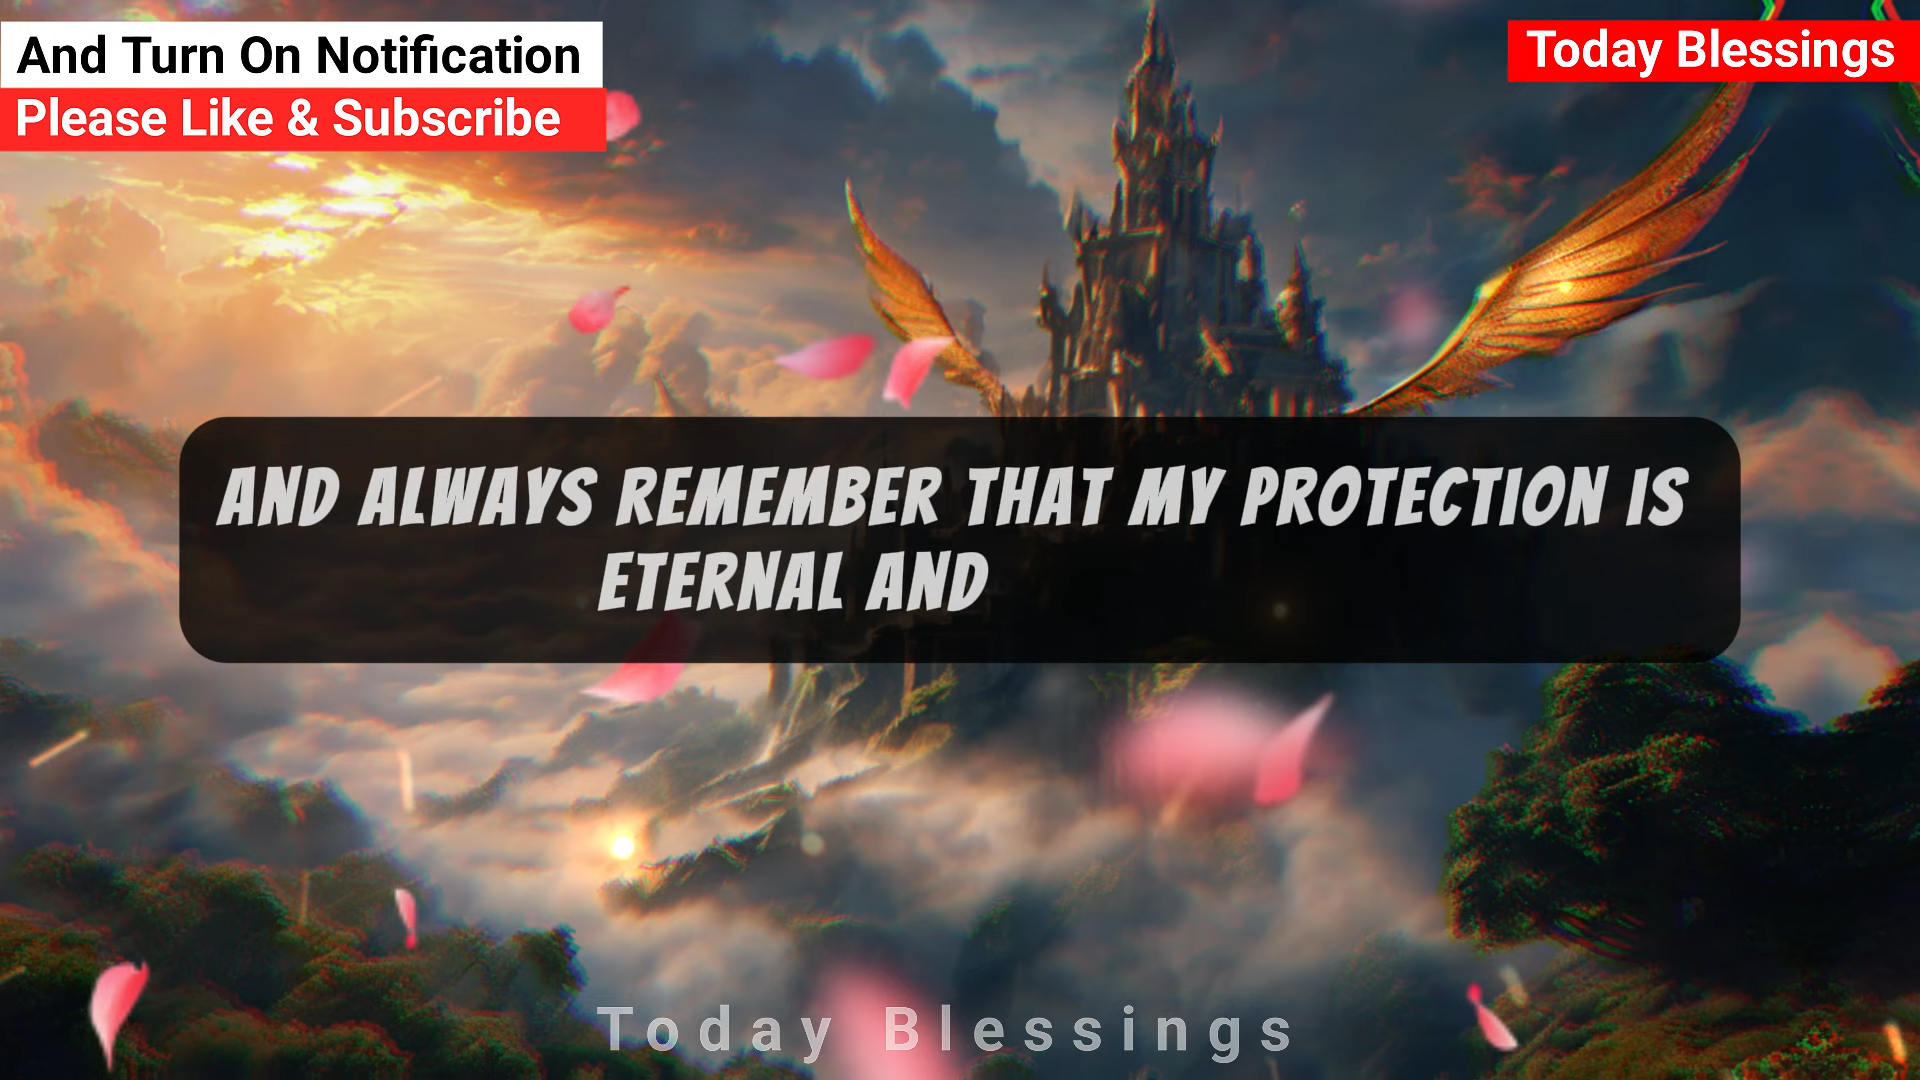 And Turn On Notification
Please Like & Subscribe
Today Blessings
AND ALWAYS REMEMBER THAT MY PROTECTION IS
ETERNAL AND
Today Blessings